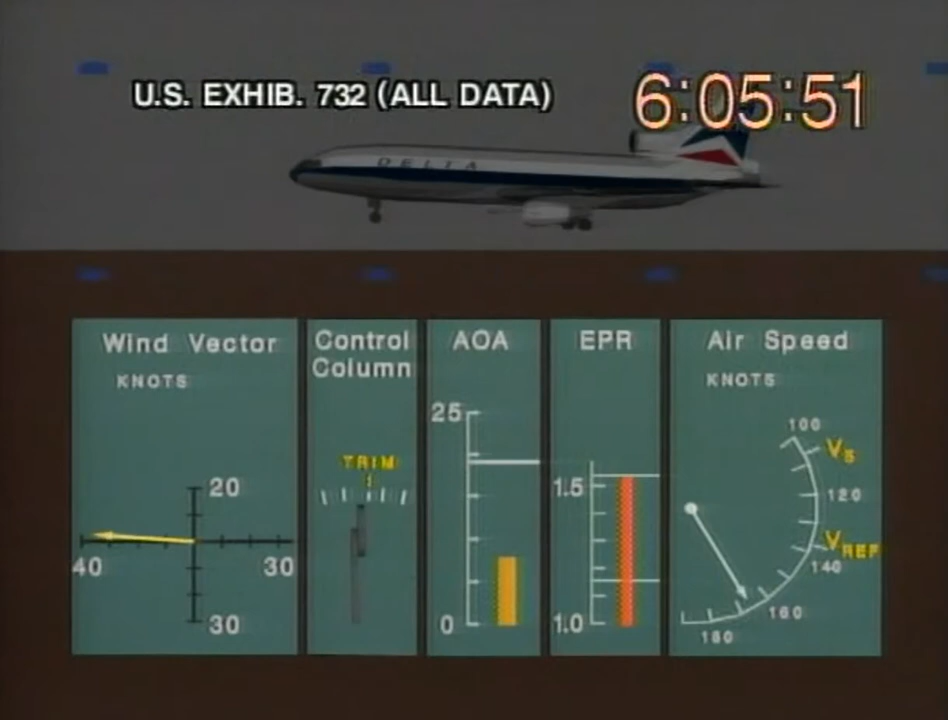 U.S. EXHIB. 732 (ALL DATA)
6:05:51
DELTA
Wind Vector
KNOTS
20
40
30
30
Control
Column
TRIM
AOA
25
0
EPR
1.5
1.0
Air Speed
KNOTS
100
VS
120
VREF
140
160
180